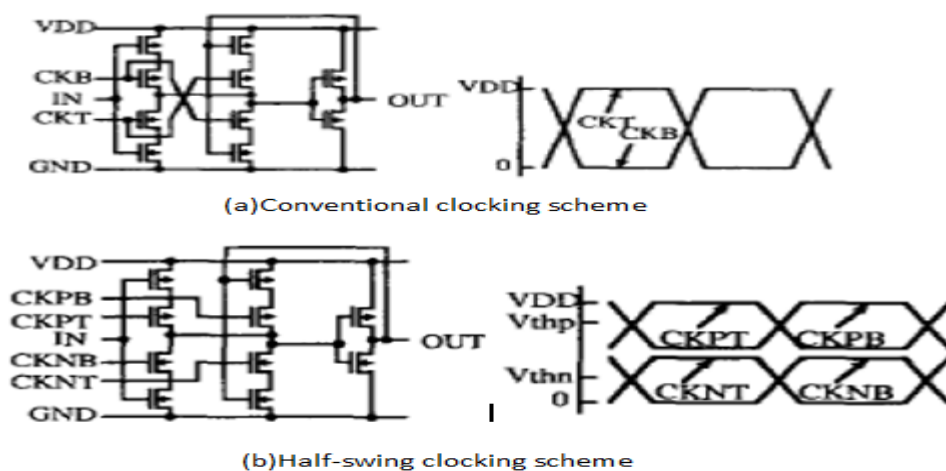 VDD
CKB
IN
CKT
GND
OUT
VDD
CKT
CKB
0
(a)Conventional clocking scheme
VDD
CKPB
CKPT
IN
CKNB
CKNT
GND
OUT
VDD
Vthp
CKPT CKPB
Vthn
CKNT CKNB
0
(b)Half-swing clocking scheme